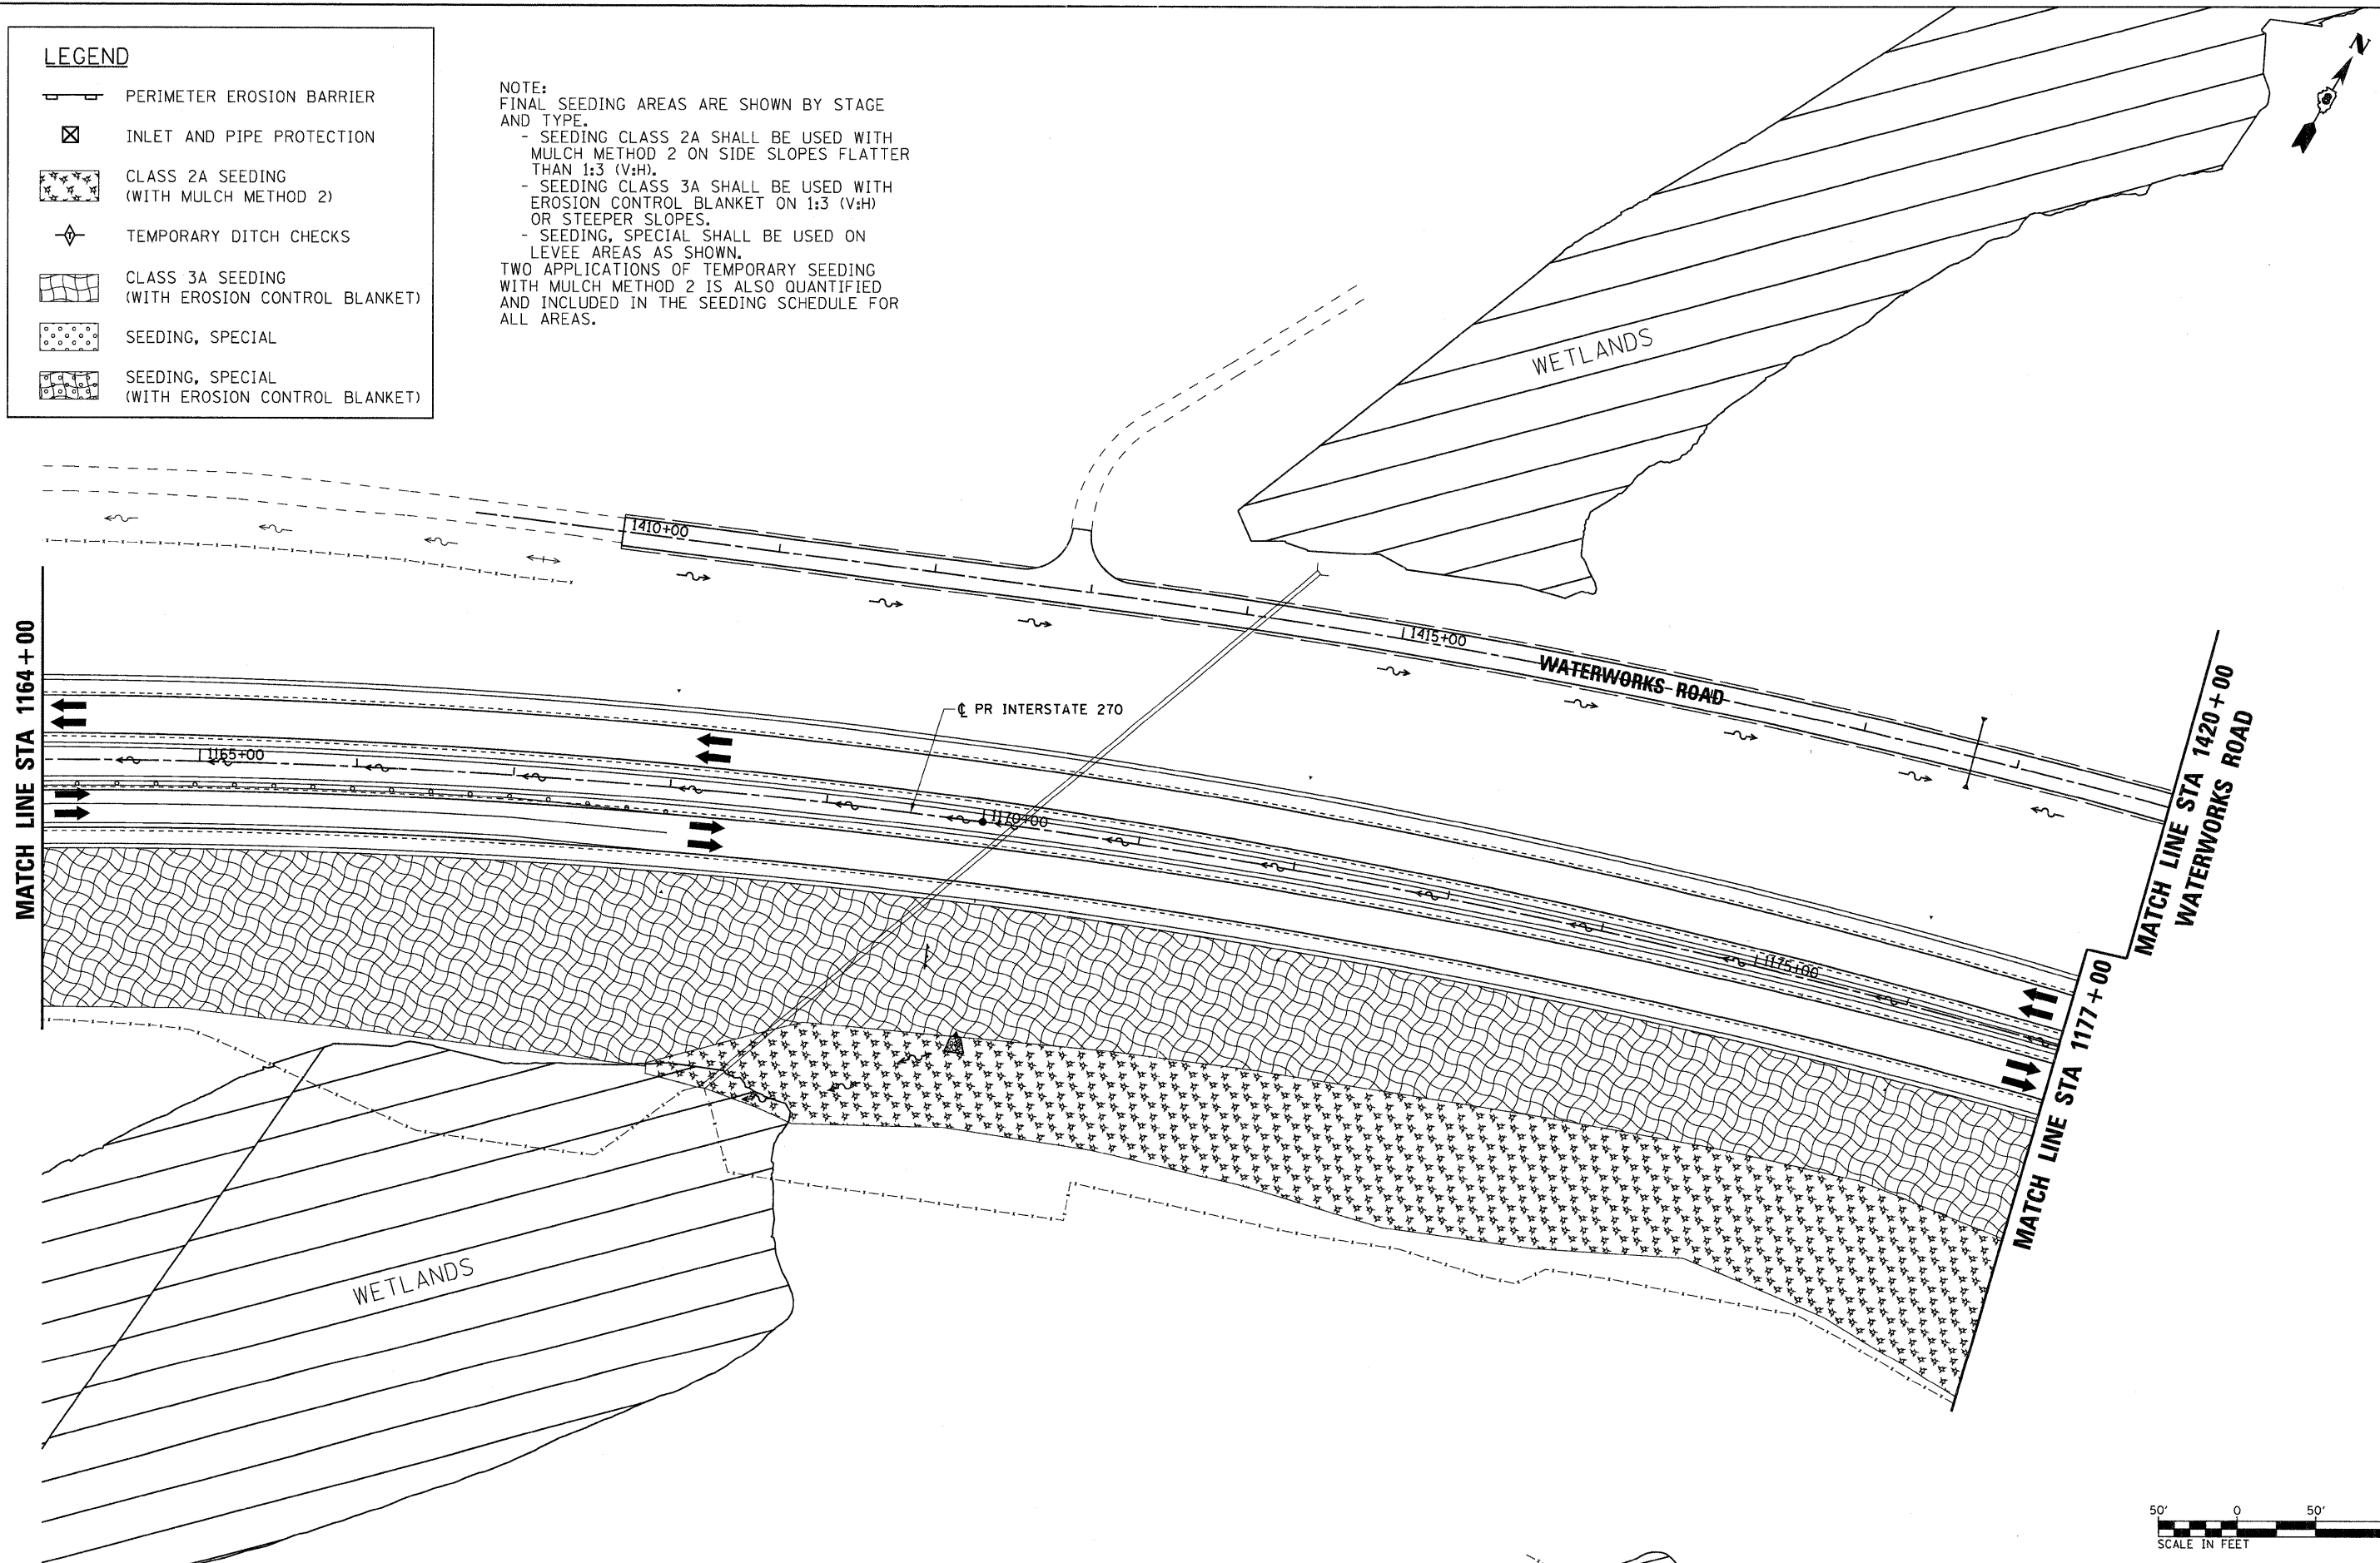 LEGEND
PERIMETER EROSION BARRIER
INLET AND PIPE PROTECTION
CLASS 2A SEEDING
(WITH MULCH METHOD 2)
T
TEMPORARY DITCH CHECKS
CLASS 3A SEEDING
(WITH EROSION CONTROL BLANKET)
SEEDING, SPECIAL
SEEDING, SPECIAL
(WITH EROSION CONTROL BLANKET)
NOTE:
FINAL SEEDING AREAS ARE SHOWN BY STAGE
AND TYPE.
- SEEDING CLASS 2A SHALL BE USED WITH
MULCH METHOD 2 ON SIDE SLOPES FLATTER
THAN 1:3 (V:H).
- SEEDING CLASS 3A SHALL BE USED WITH
EROSION CONTROL BLANKET ON 1:3 (V:H)
OR STEEPER SLOPES.
- SEEDING, SPECIAL SHALL BE USED ON
LEVEE AREAS AS SHOWN.
TWO APPLICATIONS OF TEMPORARY SEEDING
WITH MULCH METHOD 2 IS ALSO QUANTIFIED
AND INCLUDED IN THE SEEDING SCHEDULE FOR
ALL AREAS.
N
WETLANDS
1410+00
1415+00
WATERWORKS ROAD
MATCH LINE STA 1164+00
℄ PR INTERSTATE 270
1165+00
1170+00
1175+00
MATCH LINE STA 1420+00
WATERWORKS ROAD
MATCH LINE STA 1177+00
WETLANDS
50' 0 50'
SCALE IN FEET